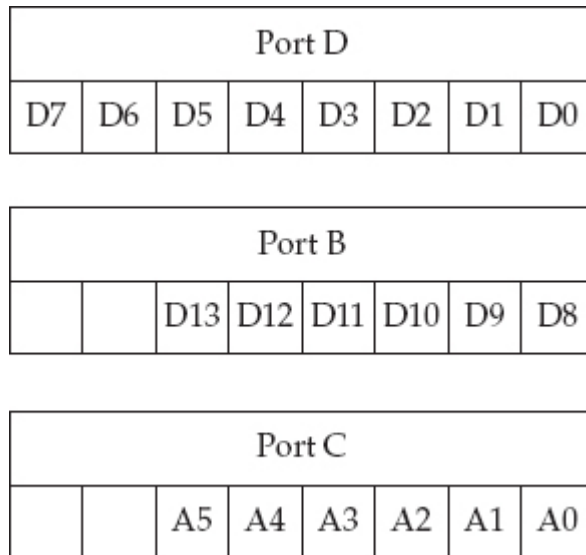 Port D
D7 D6 D5 D4 D3 D2 D1 D0
Port B
D13 D12 D11 D10 D9 D8
Port C
A5 A4 A3 A2 A1 A0